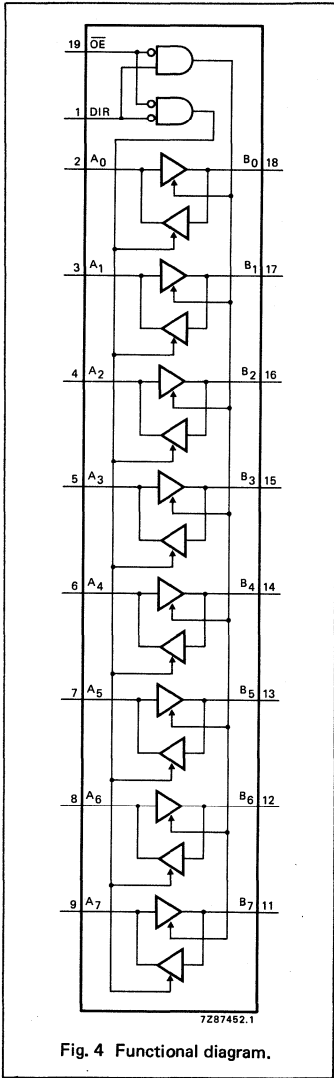 19 OE
1 DIR
2 A0 B0 18
3 A1 B1 17
4 A2 B2 16
5 A3 B3 15
6 A4 B4 14
7 A5 B5 13
8 A6 B6 12
9 A7 B7 11
7Z87452.1
Fig. 4 Functional diagram.